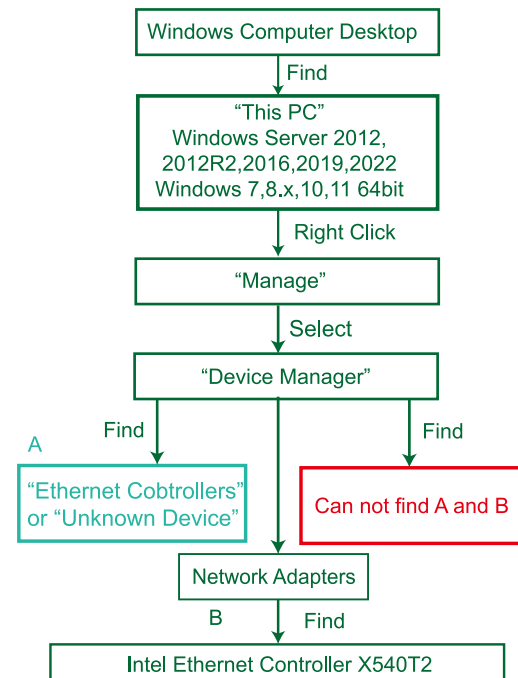 Windows Computer Desktop
Find
“This PC”
Windows Server 2012,
2012R2,2016,2019,2022
Windows 7,8.x,10,11 64bit
Right Click
“Manage”
Select
“Device Manager”
A
Find
Find
“Ethernet Cobtrollers”
or “Unknown Device”
Can not find A and B
Network Adapters
B
Find
Intel Ethernet Controller X540T2